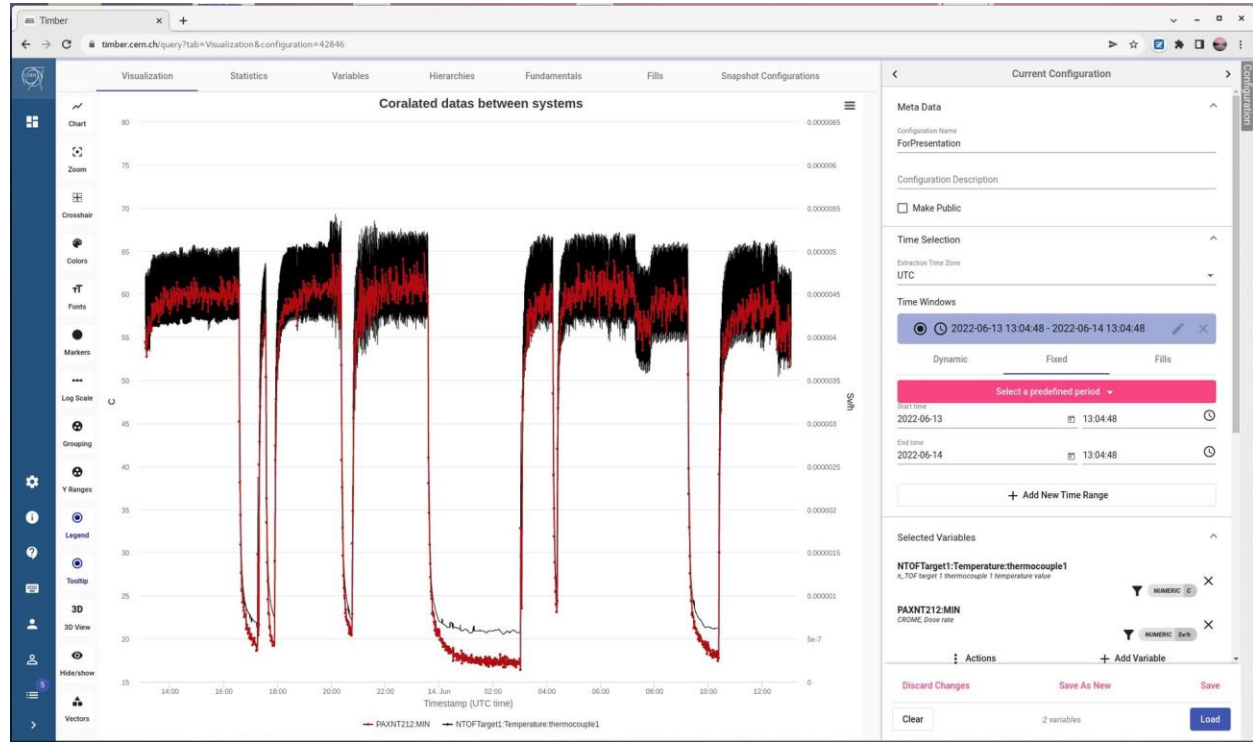 Timber
timber.cern.ch/query?tab=Visualization&configuration=42846
CERN
Visualization
Statistics
Variables
Hierarchies
Fundamentals
Fills
Snapshot Configurations
Chart
Zoom
Crosshair
Colors
Fonts
Markers
Log Scale
Grouping
Y Ranges
Legend
Tooltip
3D
3D View
Hide/show
Vectors
5
Coralated datas between systems
80
75
70
65
60
55
50
45
40
35
30
25
20
15
C
0.0000065
0.000006
0.0000055
0.000005
0.0000045
0.000004
0.0000035
0.000003
0.0000025
0.000002
0.0000015
0.000001
5e-7
0
Sv/h
14:00
16:00
18:00
20:00
22:00
14. Jun
02:00
04:00
06:00
08:00
10:00
12:00
Timestamp (UTC time)
PAXNT212:MIN
NTOFTarget1:Temperature:thermocouple1
Current Configuration
Configuration
Meta Data
Configuration Name
ForPresentation
Configuration Description
Make Public
Time Selection
Extraction Time Zone
UTC
Time Windows
2022-06-13 13:04:48 - 2022-06-14 13:04:48
Dynamic
Fixed
Fills
Select a predefined period
Start time
2022-06-13 13:04:48
End time
2022-06-14 13:04:48
+ Add New Time Range
Selected Variables
NTOFTarget1:Temperature:thermocouple1
n_TOF target 1 thermocouple 1 temperature value
NUMERIC C
PAXNT212:MIN
CROME, Dose rate
NUMERIC Sv/h
Actions
+ Add Variable
Discard Changes
Save As New
Save
Clear
2 variables
Load